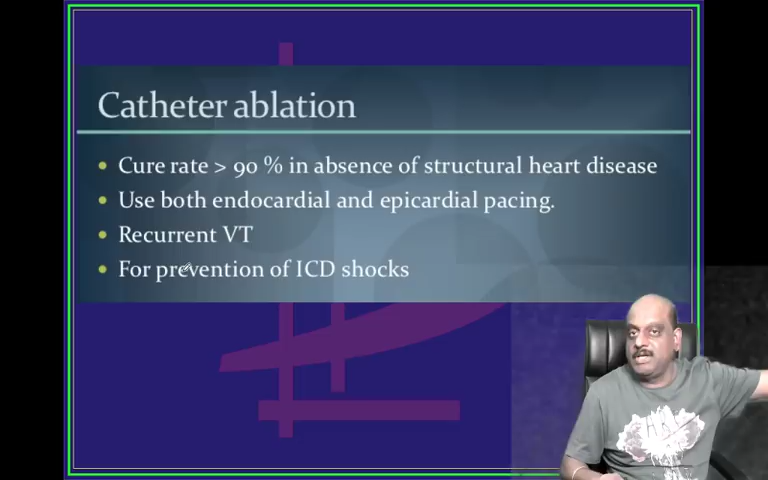 Catheter ablation
Cure rate > 90 % in absence of structural heart disease
Use both endocardial and epicardial pacing.
Recurrent VT
For prevention of ICD shocks